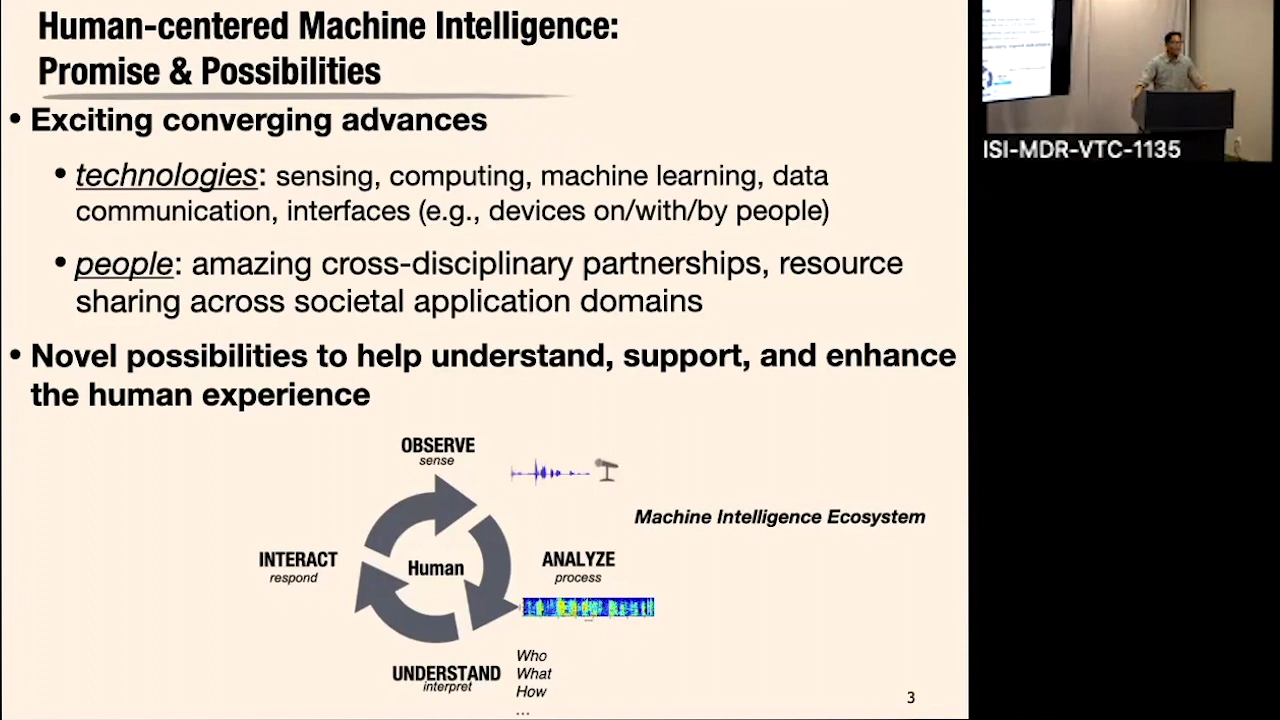 Human-centered Machine Intelligence:
Promise & Possibilities
• Exciting converging advances
• technologies: sensing, computing, machine learning, data
communication, interfaces (e.g., devices on/with/by people)
• people: amazing cross-disciplinary partnerships, resource
sharing across societal application domains
• Novel possibilities to help understand, support, and enhance
the human experience
OBSERVE
sense
Machine Intelligence Ecosystem
INTERACT
respond
Human
ANALYZE
process
UNDERSTAND
interpret
Who
What
How
...
3
ISI-MDR-VTC-1135